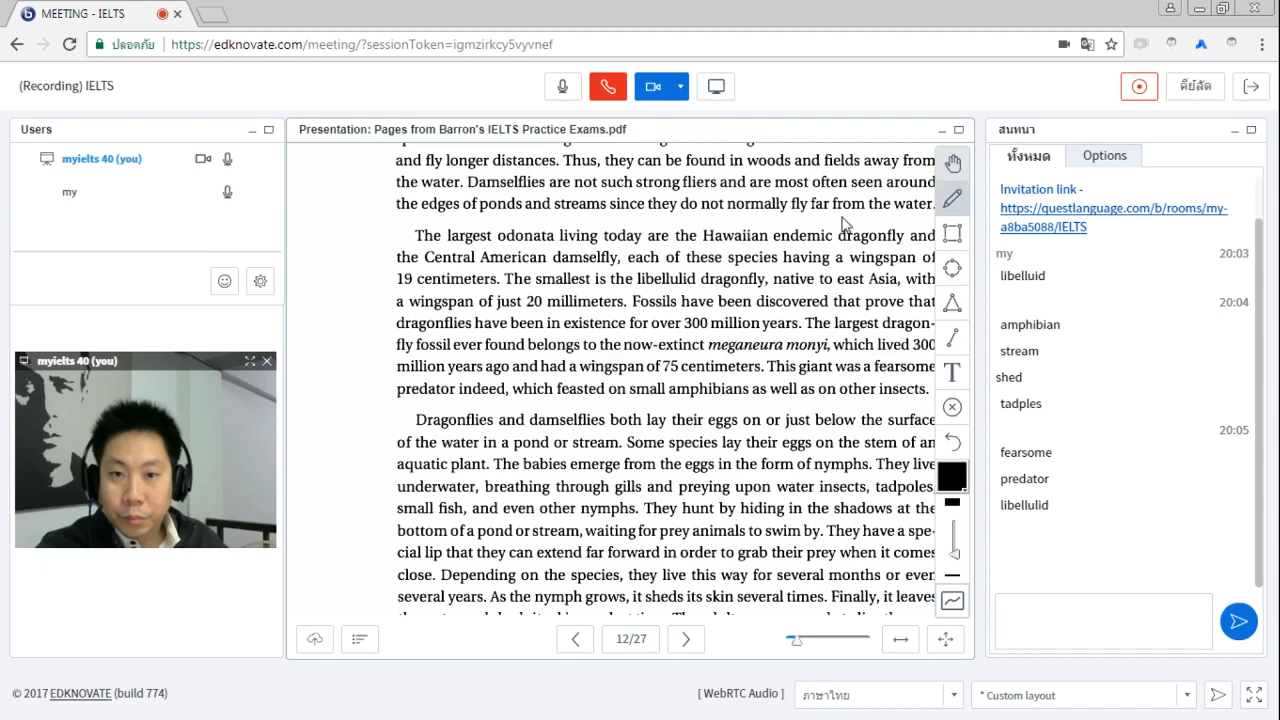 MEETING - IELTS
ปลอดภัย
https://edknovate.com/meeting/?sessionToken=igmzirkcy5vyvnef
(Recording) IELTS
คีย์ลัด
Users
myielts 40 (you)
my
myielts 40 (you)
Presentation: Pages from Barron's IELTS Practice Exams.pdf
and fly longer distances. Thus, they can be found in woods and fields away from
the water. Damselflies are not such strong fliers and are most often seen around
the edges of ponds and streams since they do not normally fly far from the water.
The largest odonata living today are the Hawaiian endemic dragonfly and
the Central American damselfly, each of these species having a wingspan of
19 centimeters. The smallest is the libellulid dragonfly, native to east Asia, with
a wingspan of just 20 millimeters. Fossils have been discovered that prove that
dragonflies have been in existence for over 300 million years. The largest dragon-
fly fossil ever found belongs to the now-extinct meganeura monyi, which lived 300
million years ago and had a wingspan of 75 centimeters. This giant was a fearsome
predator indeed, which feasted on small amphibians as well as on other insects.
Dragonflies and damselflies both lay their eggs on or just below the surface
of the water in a pond or stream. Some species lay their eggs on the stem of an
aquatic plant. The babies emerge from the eggs in the form of nymphs. They live
underwater, breathing through gills and preying upon water insects, tadpoles,
small fish, and even other nymphs. They hunt by hiding in the shadows at the
bottom of a pond or stream, waiting for prey animals to swim by. They have a spe-
cial lip that they can extend far forward in order to grab their prey when it comes
close. Depending on the species, they live this way for several months or even
several years. As the nymph grows, it sheds its skin several times. Finally, it leaves
T
12/27
สนทนา
ทั้งหมด
Options
Invitation link -
https://questlanguage.com/b/rooms/my-
a8ba5088/IELTS
my 20:03
libelluid
20:04
amphibian
stream
shed
tadples
20:05
fearsome
predator
libellulid
© 2017 EDKNOVATE (build 774)
[ WebRTC Audio ]
ภาษาไทย
* Custom layout